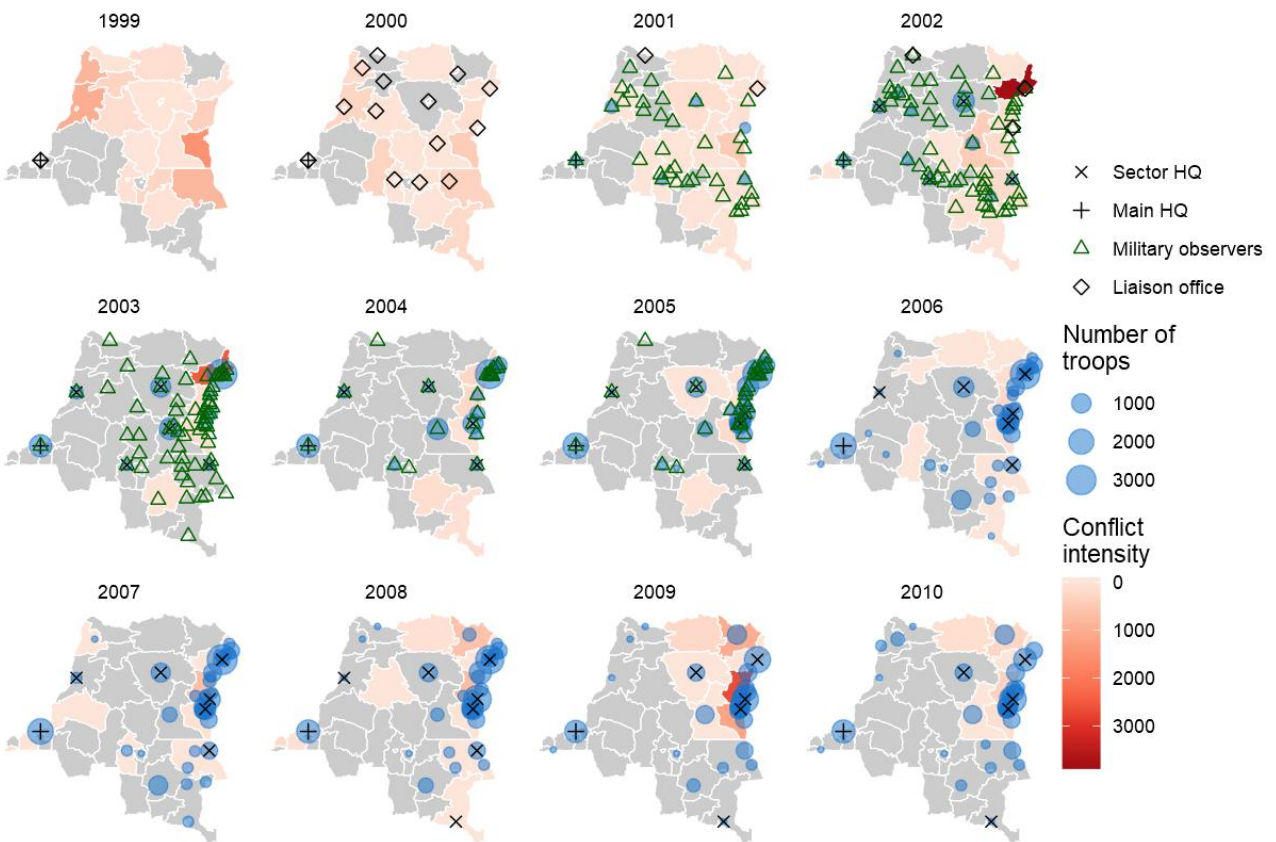 1999
2000
2001
2002
Sector HQ
Main HQ
Military observers
Liaison office
2003
2004
2005
2006
Number of
troops
1000
2000
3000
Conflict
intensity
0
1000
2000
3000
2007
2008
2009
2010